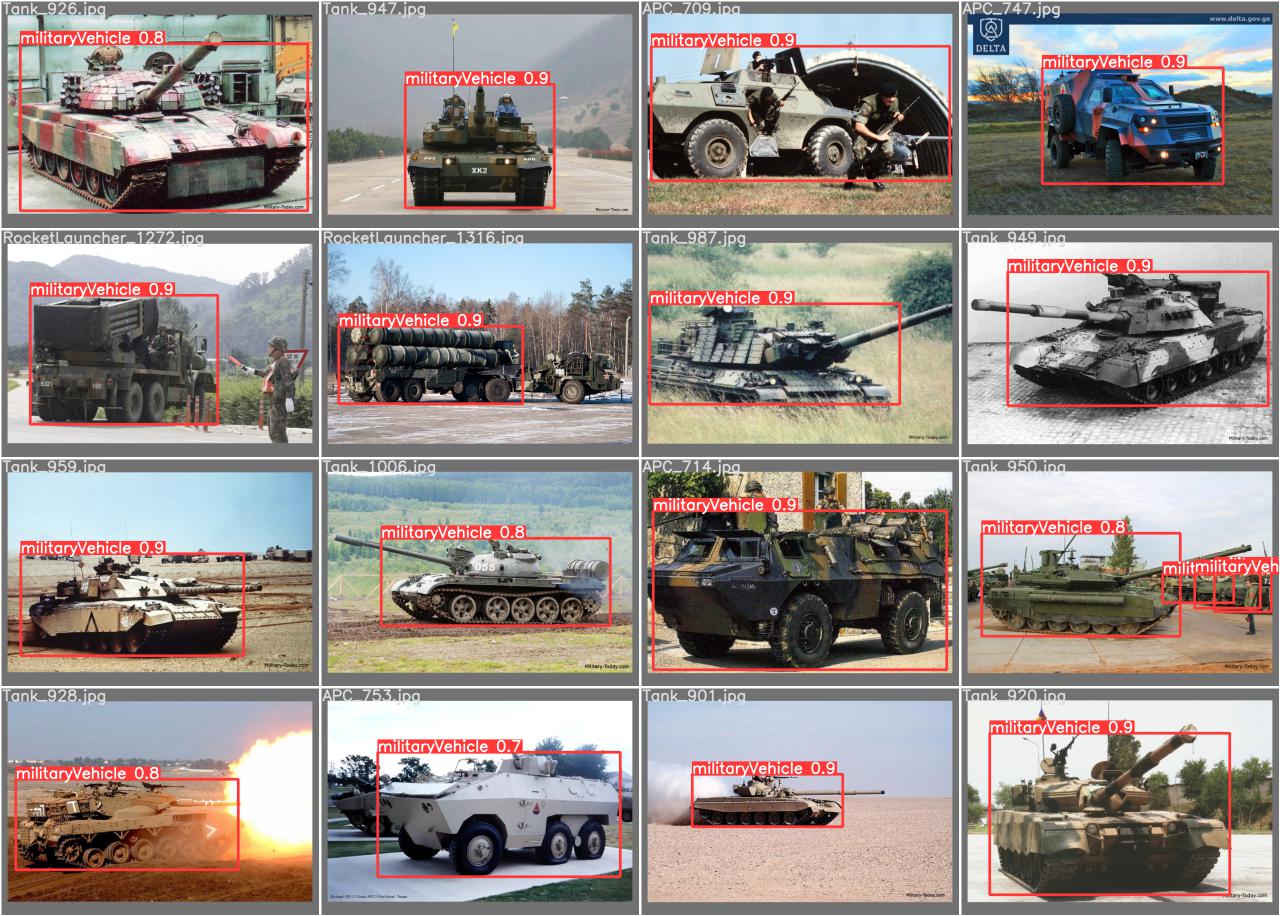 Tank_926.jpg
militaryVehicle 0.8
Military-Today.com
Tank_947.jpg
militaryVehicle 0.9
XK2
Military-Today.com
APC_709.jpg
militaryVehicle 0.9
APC_747.jpg
DELTA
www.delta.gov.ge
militaryVehicle 0.9
RocketLauncher_1272.jpg
militaryVehicle 0.9
RocketLauncher_1316.jpg
militaryVehicle 0.9
Tank_987.jpg
militaryVehicle 0.9
Military-Today.com
Tank_949.jpg
militaryVehicle 0.9
Military-Today.com
Tank_959.jpg
militaryVehicle 0.9
Military-Today.com
Tank_1006.jpg
militaryVehicle 0.8
055
Military-Today.com
APC_714.jpg
militaryVehicle 0.9
Tank_950.jpg
militaryVehicle 0.8
milit
militaryVeh
Military-Today.com
Tank_928.jpg
militaryVehicle 0.8
APC_753.jpg
militaryVehicle 0.7
Tank_901.jpg
militaryVehicle 0.9
Military-Today.com
Tank_920.jpg
militaryVehicle 0.9
Military-Today.com